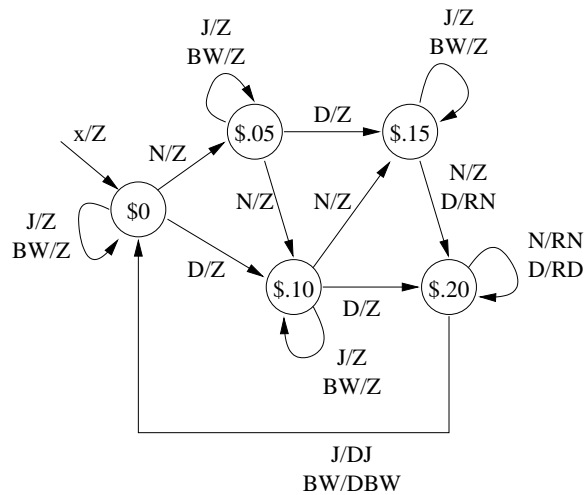 J/Z
BW/Z
J/Z
BW/Z
x/Z
$.05
D/Z
$.15
N/Z
N/Z
D/RN
N/Z
N/Z
$0
J/Z
BW/Z
N/RN
D/RD
D/Z
$.10
D/Z
$.20
J/Z
BW/Z
J/DJ
BW/DBW